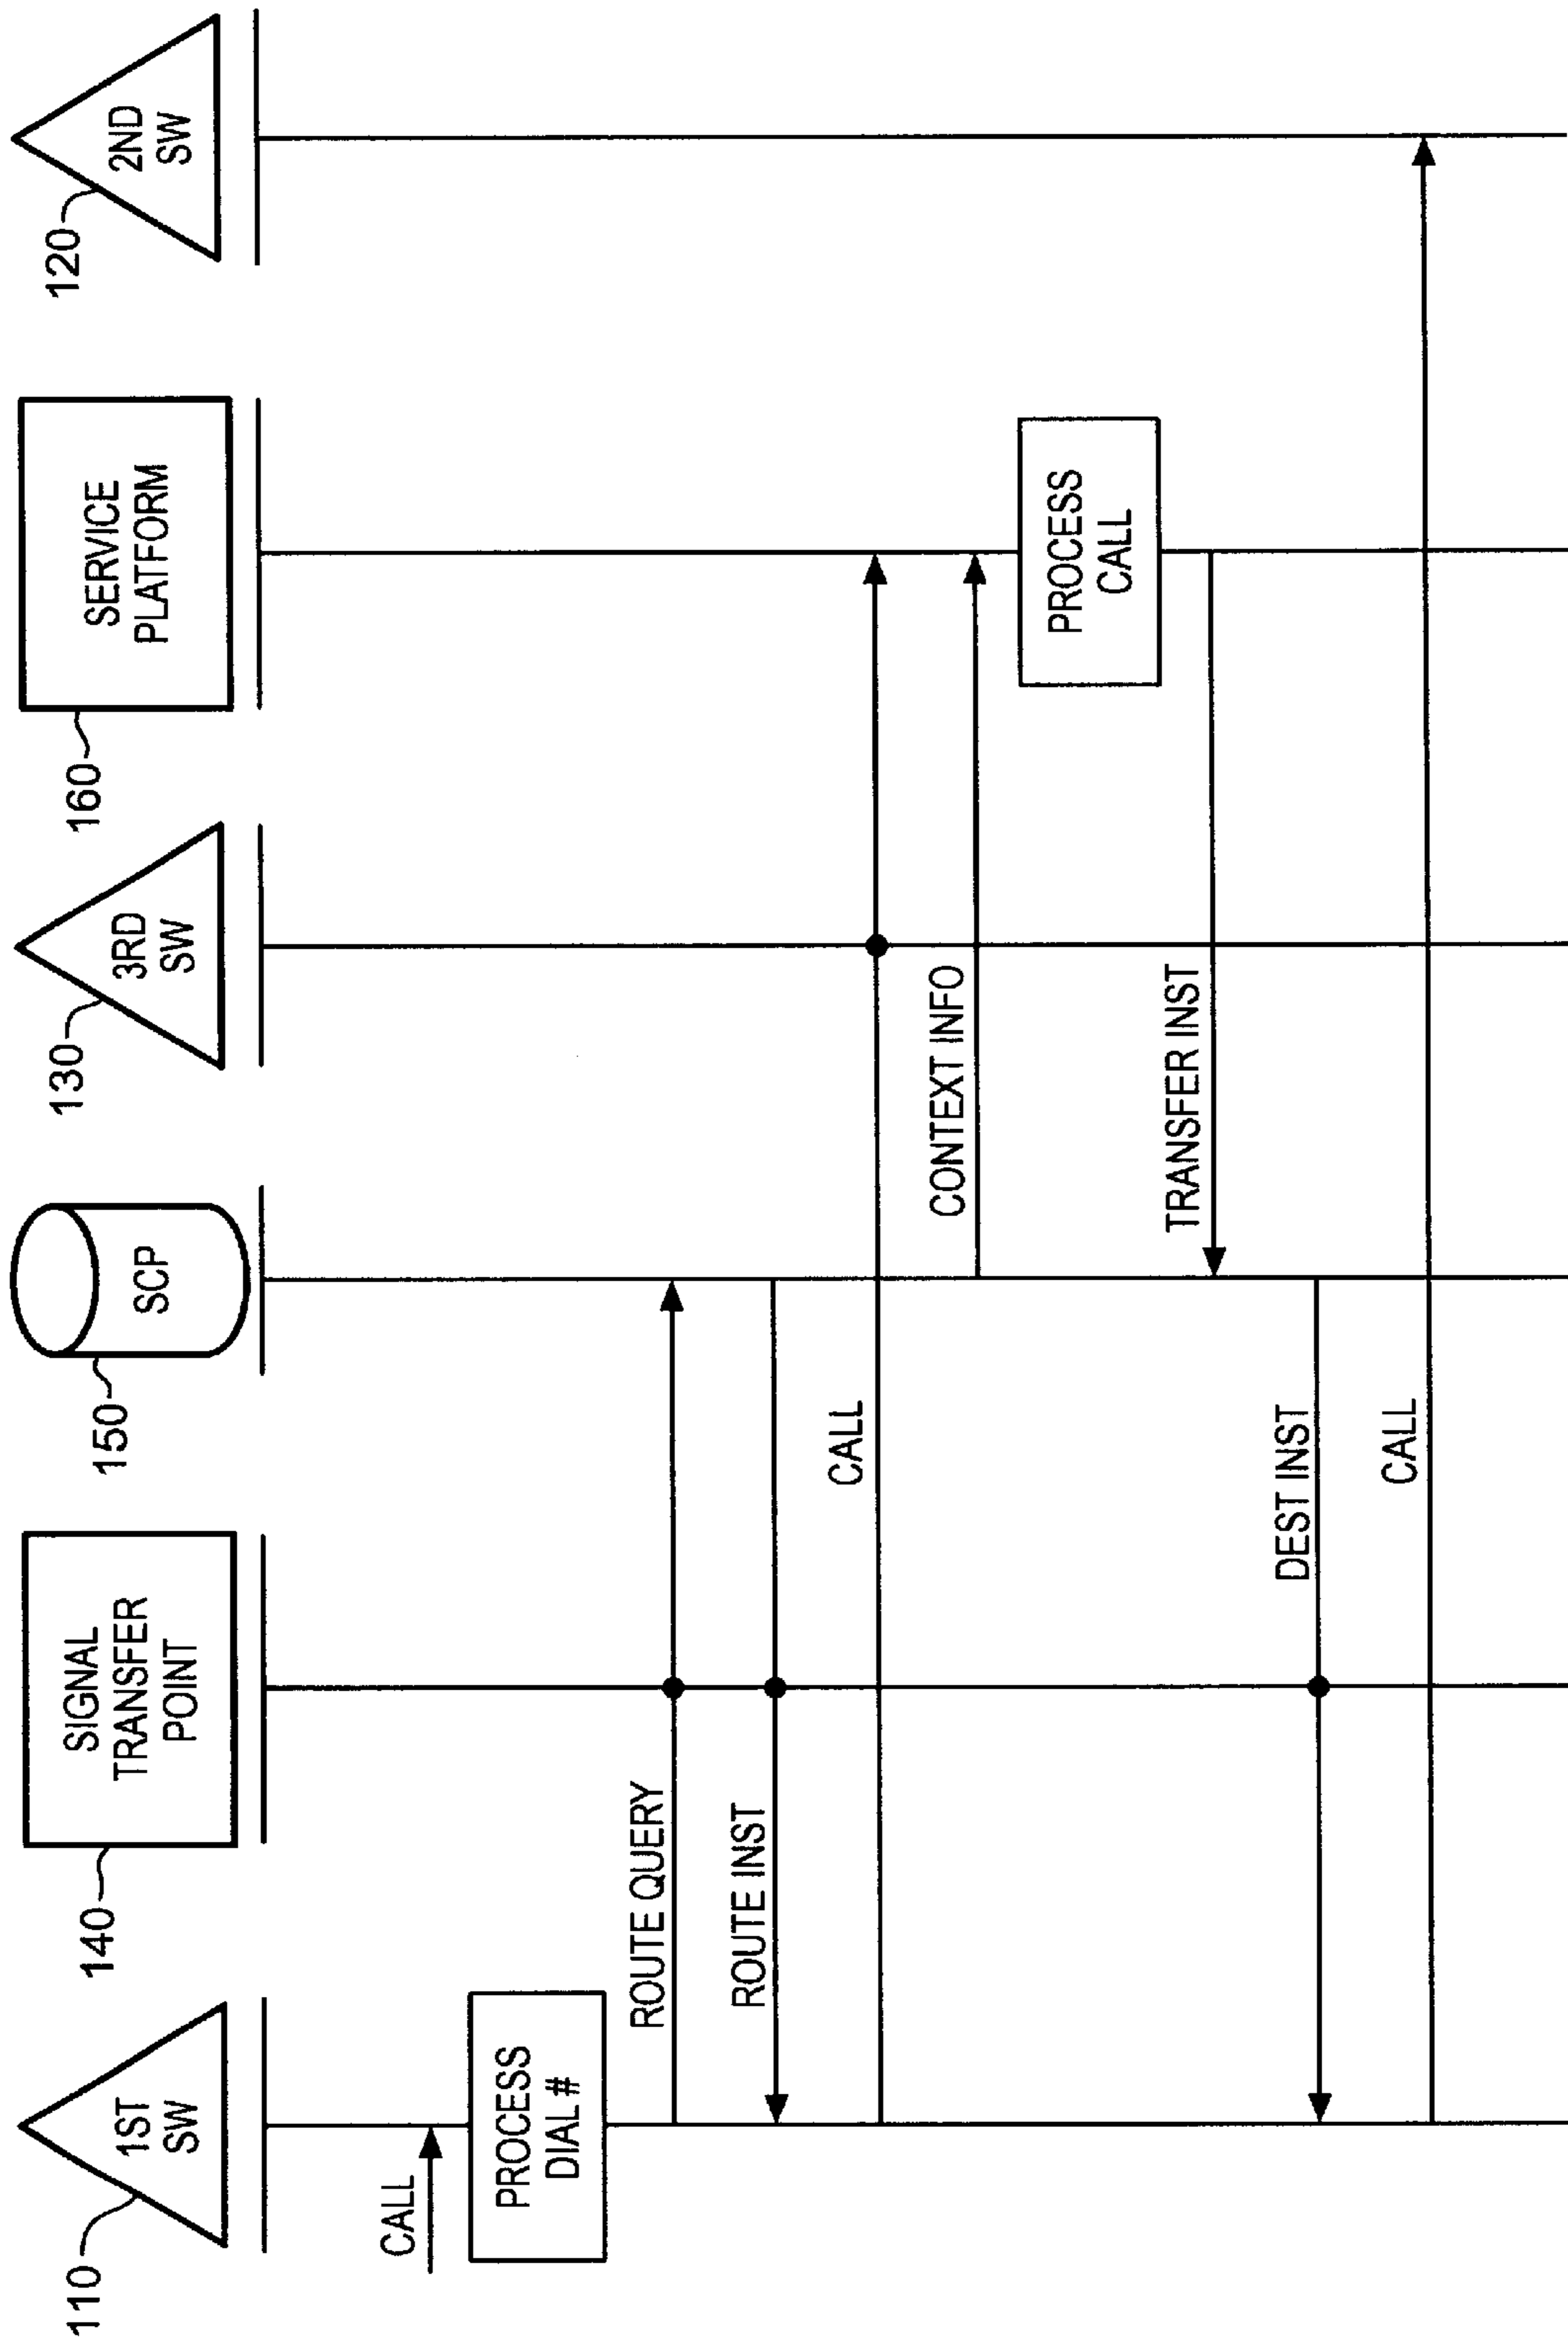 110
1ST
SW
140
SIGNAL
TRANSFER
POINT
150
SCP
130
3RD
SW
160
SERVICE
PLATFORM
120
2ND
SW
CALL
PROCESS
DIAL #
ROUTE QUERY
ROUTE INST
CALL
CONTEXT INFO
PROCESS
CALL
TRANSFER INST
DEST INST
CALL